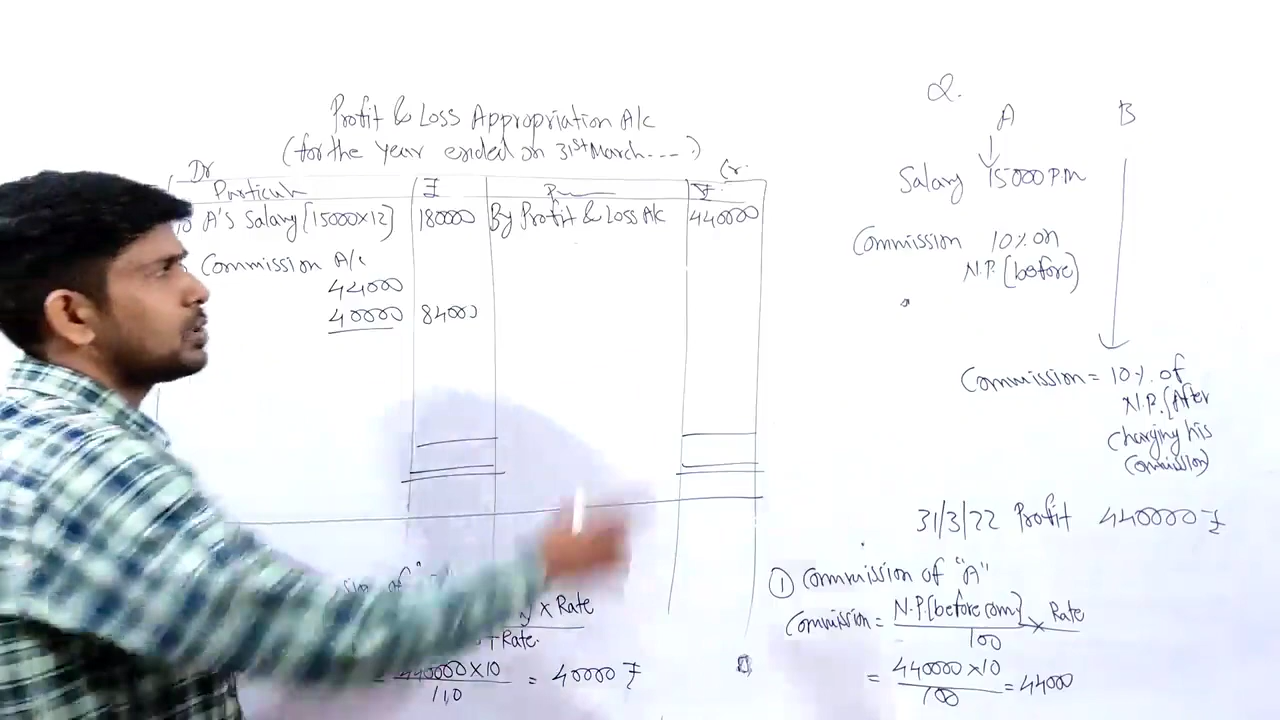 Profit & Loss Appropriation A/c
(for the Year ended on 31st March....)
Dr Cr.
Particular ₹ ₹
A's Salary [15000×12] 180000 By Profit & Loss A/c 440000
Commission A/c
44000
40000 84000
× Rate
+Rate.
= 440000×10 = 40000 ₹
110
Q.
A B
Salary 15000 P.m
Commission 10% on
N.P. (before)
Commission = 10% of
N.P. [After
charging his
Commission)
31/3/22 Profit 440000 ₹
① Commission of "A"
Commission = N.P.[before com] × Rate
100
= 440000×10 = 44000
100